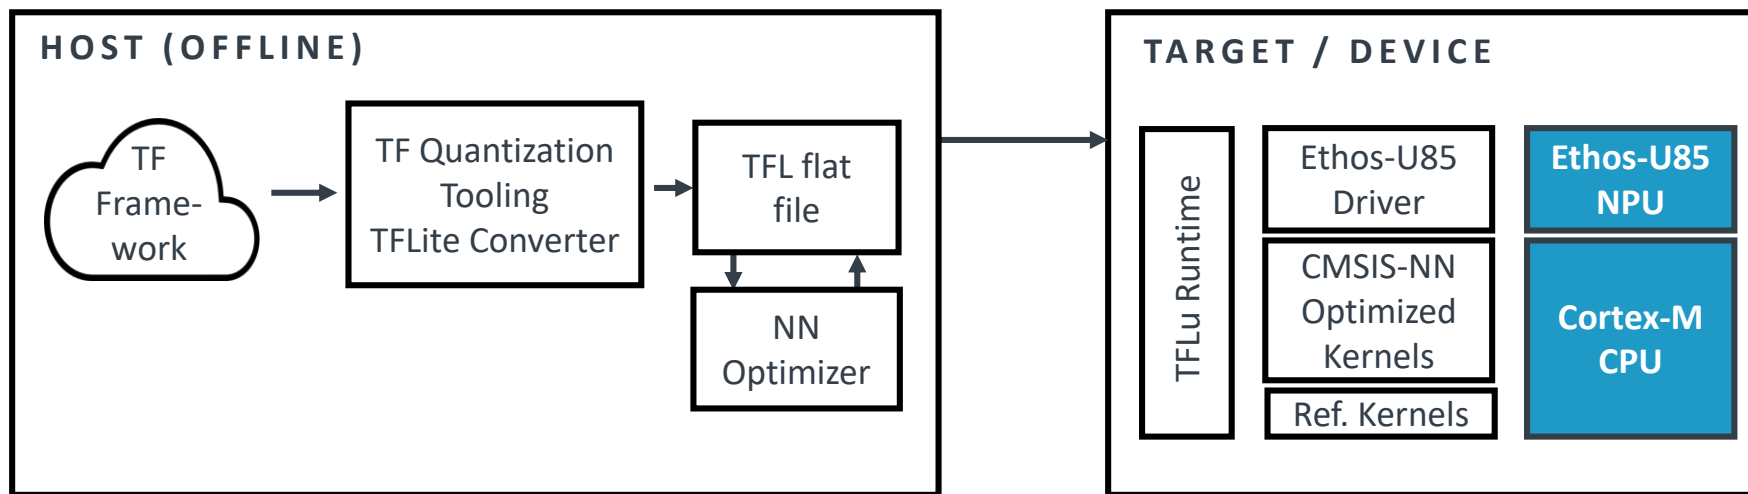 HOST (OFFLINE)
TF
Frame-
work
TF Quantization
Tooling
TFLite Converter
TFL flat
file
NN
Optimizer
TARGET / DEVICE
TFLu Runtime
Ethos-U85
Driver
CMSIS-NN
Optimized
Kernels
Ref. Kernels
Ethos-U85
NPU
Cortex-M
CPU